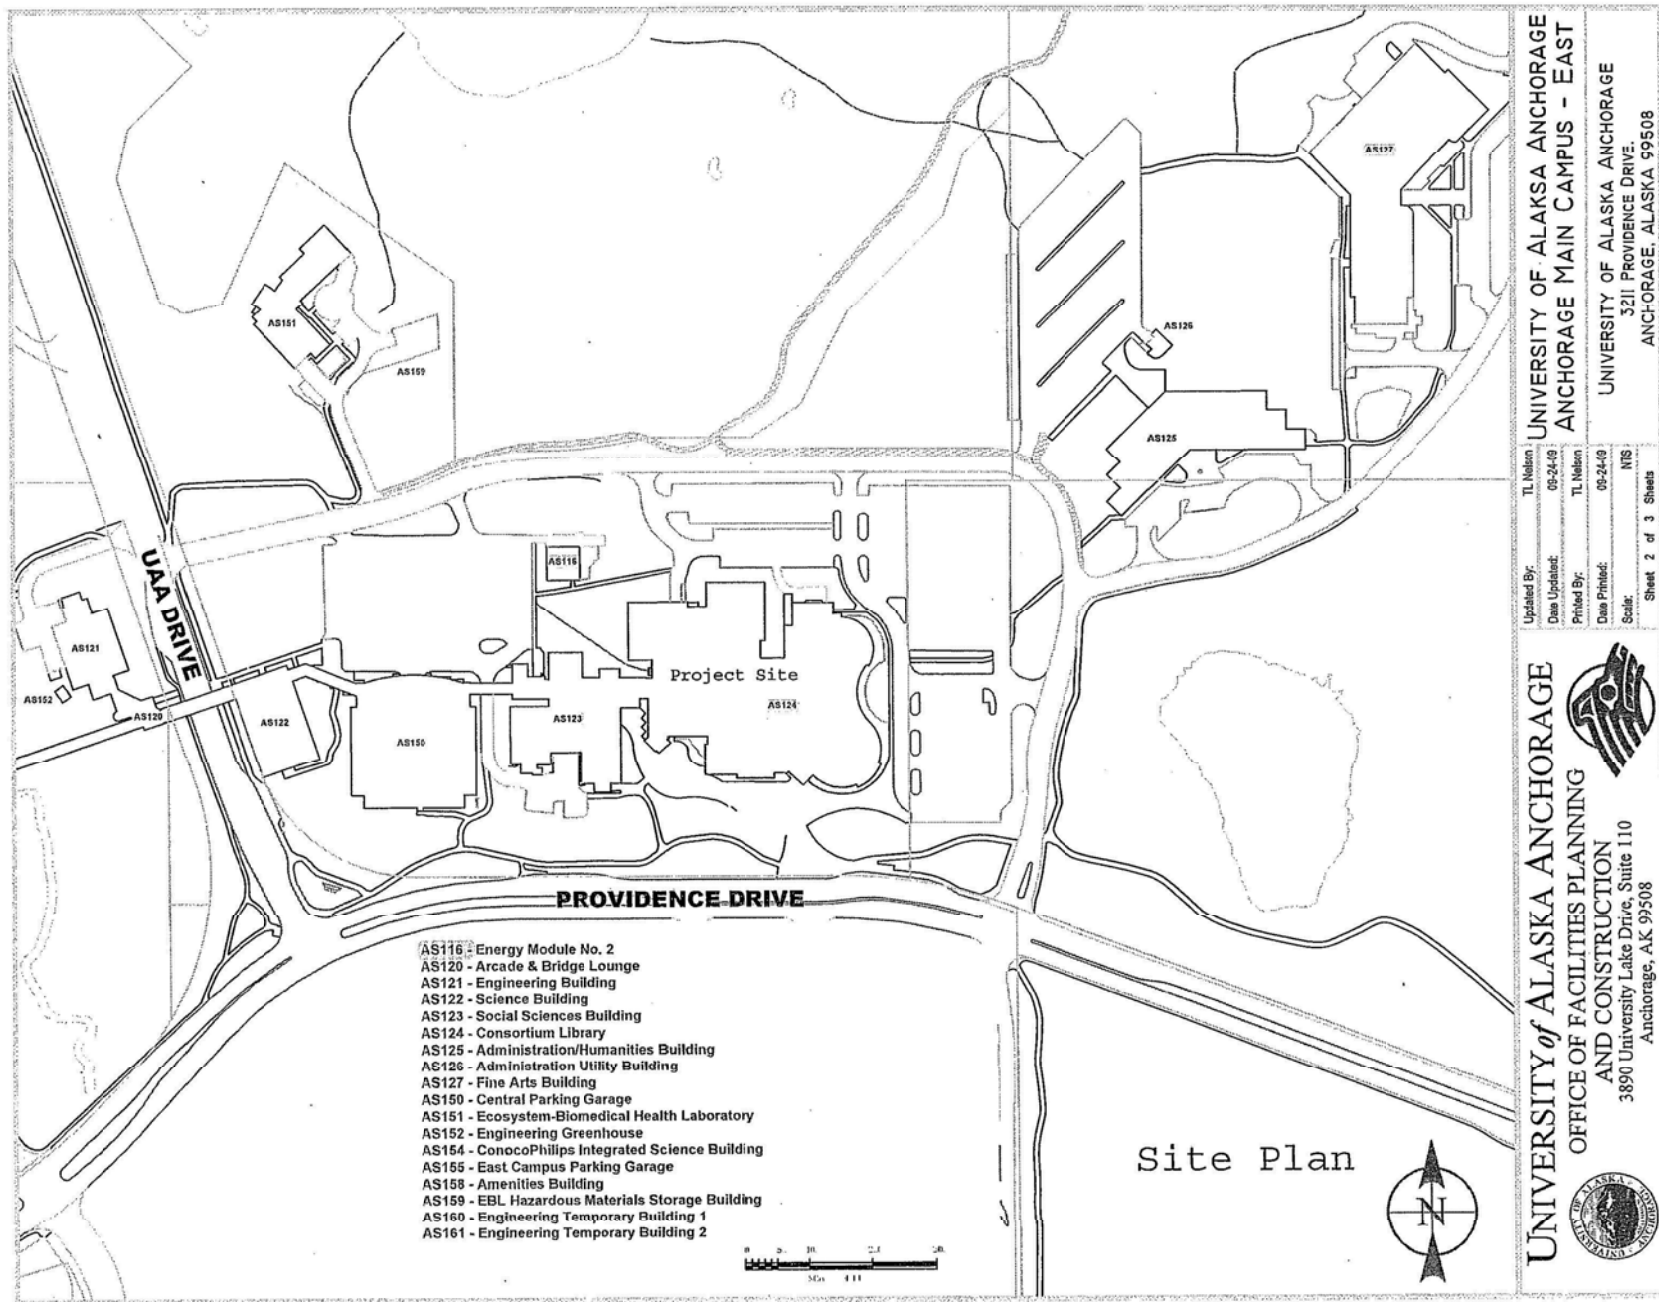 AS127
AS151
AS126
AS159
AS125
AS116
UAA DRIVE
AS121
Project Site
AS152
AS120
AS122
AS123
AS124
AS150
PROVIDENCE DRIVE
AS116 - Energy Module No. 2
AS120 - Arcade & Bridge Lounge
AS121 - Engineering Building
AS122 - Science Building
AS123 - Social Sciences Building
AS124 - Consortium Library
AS125 - Administration/Humanities Building
AS126 - Administration Utility Building
AS127 - Fine Arts Building
AS150 - Central Parking Garage
AS151 - Ecosystem-Biomedical Health Laboratory
AS152 - Engineering Greenhouse
AS154 - ConocoPhilips Integrated Science Building
AS155 - East Campus Parking Garage
AS158 - Amenities Building
AS159 - EBL Hazardous Materials Storage Building
AS160 - Engineering Temporary Building 1
AS161 - Engineering Temporary Building 2
Site Plan
N
UNIVERSITY OF ALAKSA ANCHORAGE
ANCHORAGE MAIN CAMPUS - EAST
UNIVERSITY OF ALASKA ANCHORAGE
3211 PROVIDENCE DRIVE.
ANCHORAGE, ALASKA 99508
Updated By: TL Nelson
Date Updated: 09-24-09
Printed By: TL Nelson
Date Printed: 09-24-09
Scale: NTS
Sheet 2 of 3 Sheets
UNIVERSITY of ALASKA ANCHORAGE
OFFICE OF FACILITIES PLANNING
AND CONSTRUCTION
3890 University Lake Drive, Suite 110
Anchorage, AK 99508